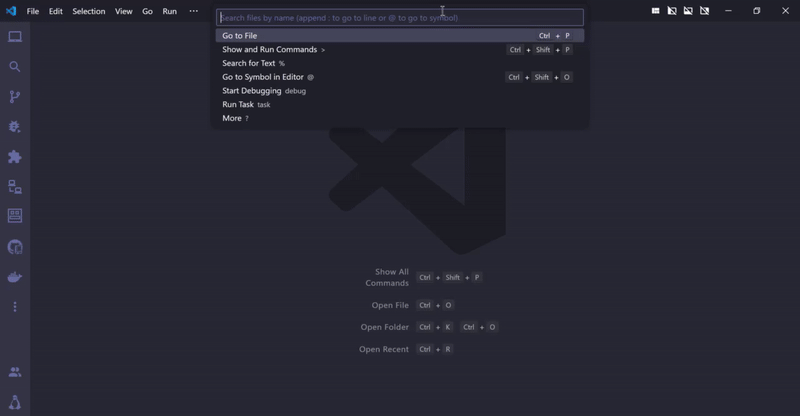 File Edit Selection View Go Run ···
Search files by name (append : to go to line or @ to go to symbol)
Go to File Ctrl + P
Show and Run Commands > Ctrl + Shift + P
Search for Text %
Go to Symbol in Editor @ Ctrl + Shift + O
Start Debugging debug
Run Task task
More ?
Show All Ctrl + Shift + P
Commands
Open File Ctrl + O
Open Folder Ctrl + K Ctrl + O
Open Recent Ctrl + R